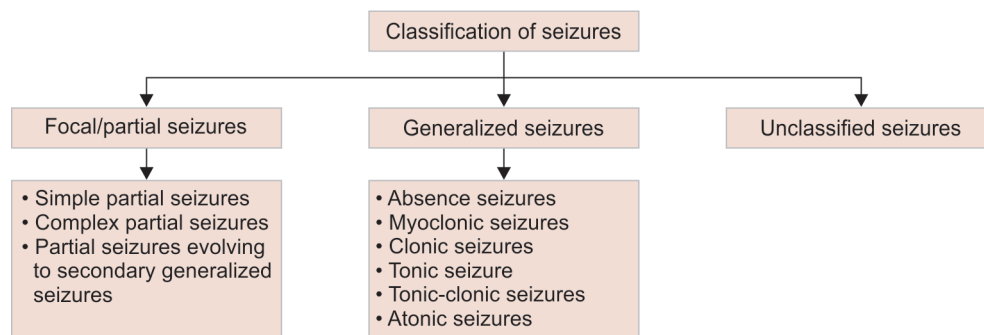 Classification of seizures
Focal/partial seizures
Generalized seizures
Unclassified seizures
• Simple partial seizures
• Complex partial seizures
• Partial seizures evolving
to secondary generalized
seizures
• Absence seizures
• Myoclonic seizures
• Clonic seizures
• Tonic seizure
• Tonic-clonic seizures
• Atonic seizures